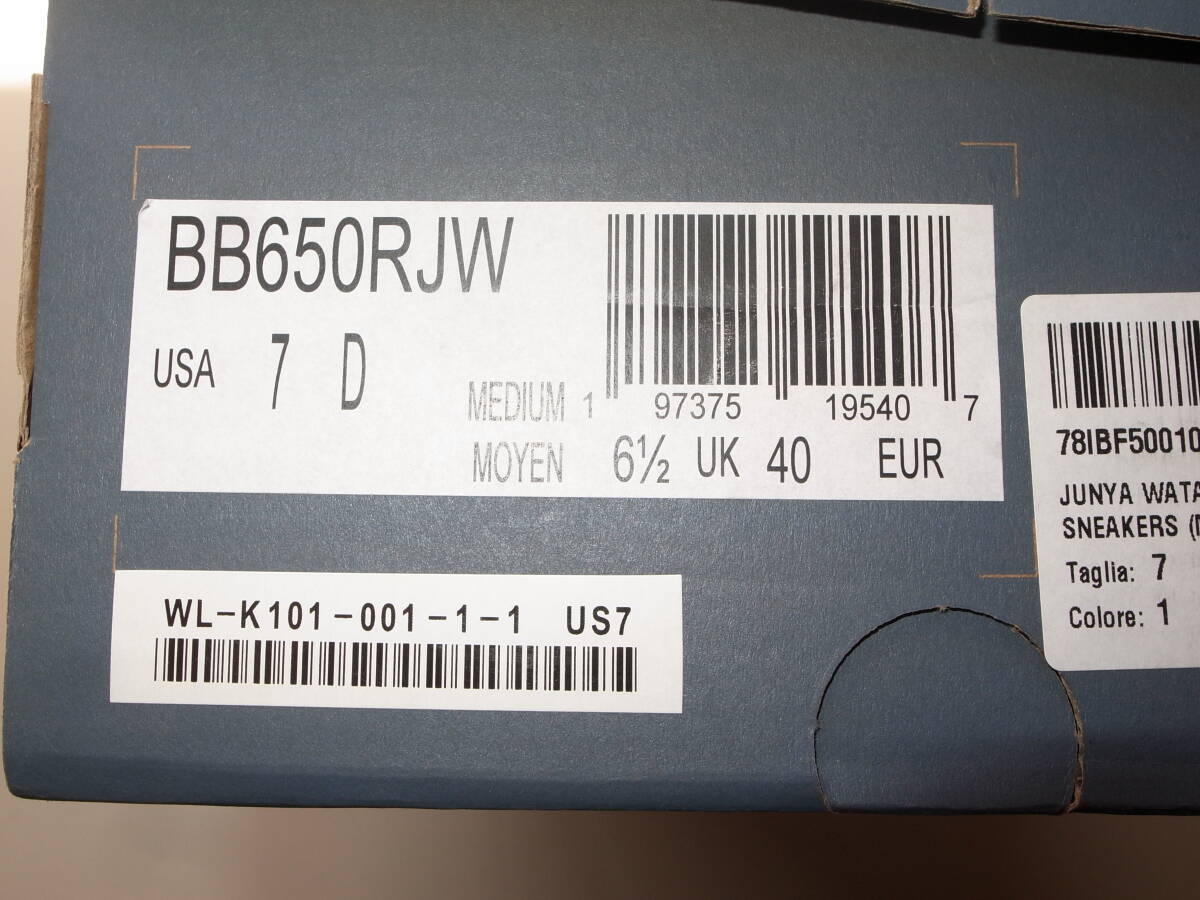 BB650RJW
USA 7 D
MEDIUM 1 97375 19540 7
MOYEN 6½ UK 40 EUR
WL-K101-001-1-1 US7
78IBF50010
JUNYA
SNEAKERS
Taglia: 7
Colore: 1